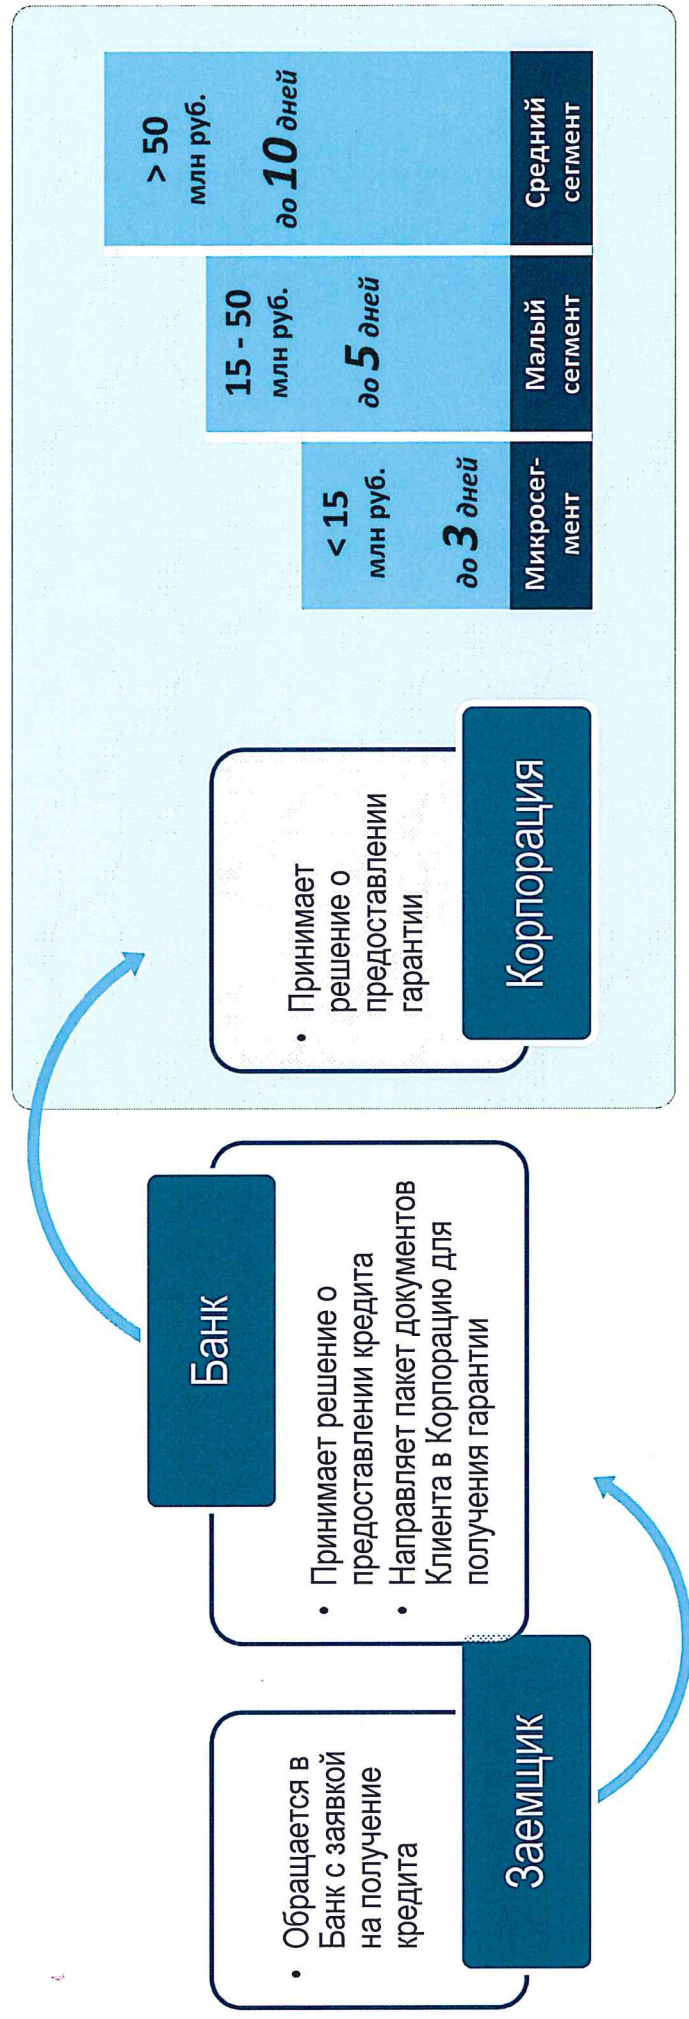 Обращается в
Банк с заявкой
на получение
кредита
Заемщик
Банк
Принимает решение о
предоставлении кредита
Направляет пакет документов
Клиента в Корпорацию для
получения гарантии
Принимает
решение о
предоставлении
гарантии
Корпорация
< 15
млн руб.
до 3 дней
Микросег-
мент
15 - 50
млн руб.
до 5 дней
Малый
сегмент
> 50
млн руб.
до 10 дней
Средний
сегмент